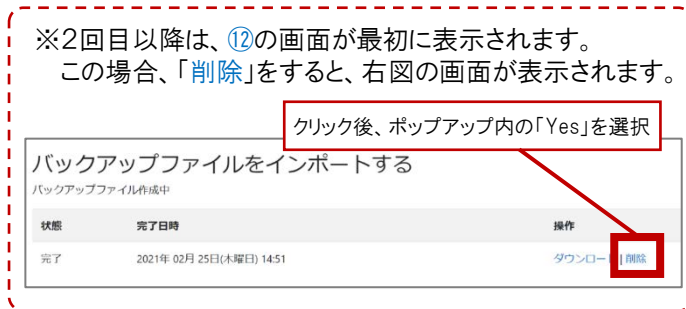 ※2回目以降は、⑫の画面が最初に表示されます。
この場合、「削除」をすると、右図の画面が表示されます。
クリック後、ポップアップ内の「Yes」を選択
バックアップファイルをインポートする
バックアップファイル作成中
状態 完了日時 操作
完了 2021年 02月 25日(木曜日) 14:51 ダウンロード | 削除